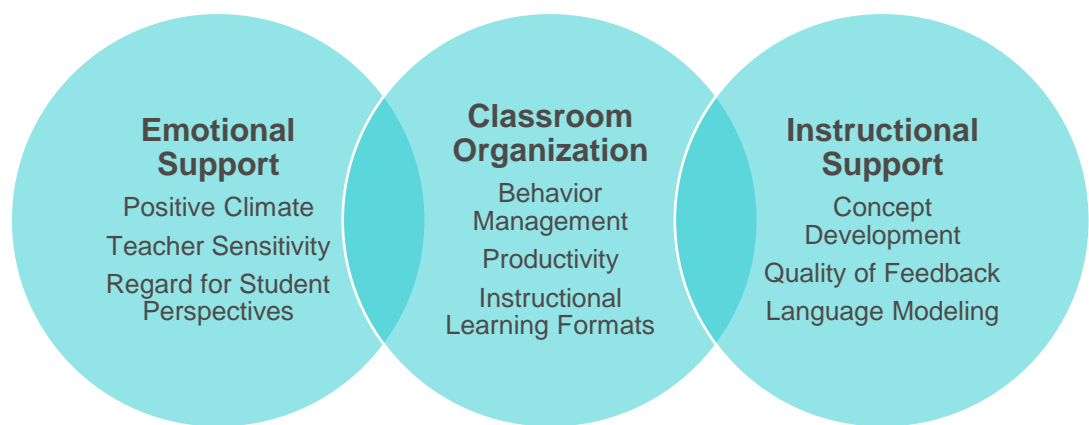 Emotional
Support
Positive Climate
Teacher Sensitivity
Regard for Student
Perspectives
Classroom
Organization
Behavior
Management
Productivity
Instructional
Learning Formats
Instructional
Support
Concept
Development
Quality of Feedback
Language Modeling